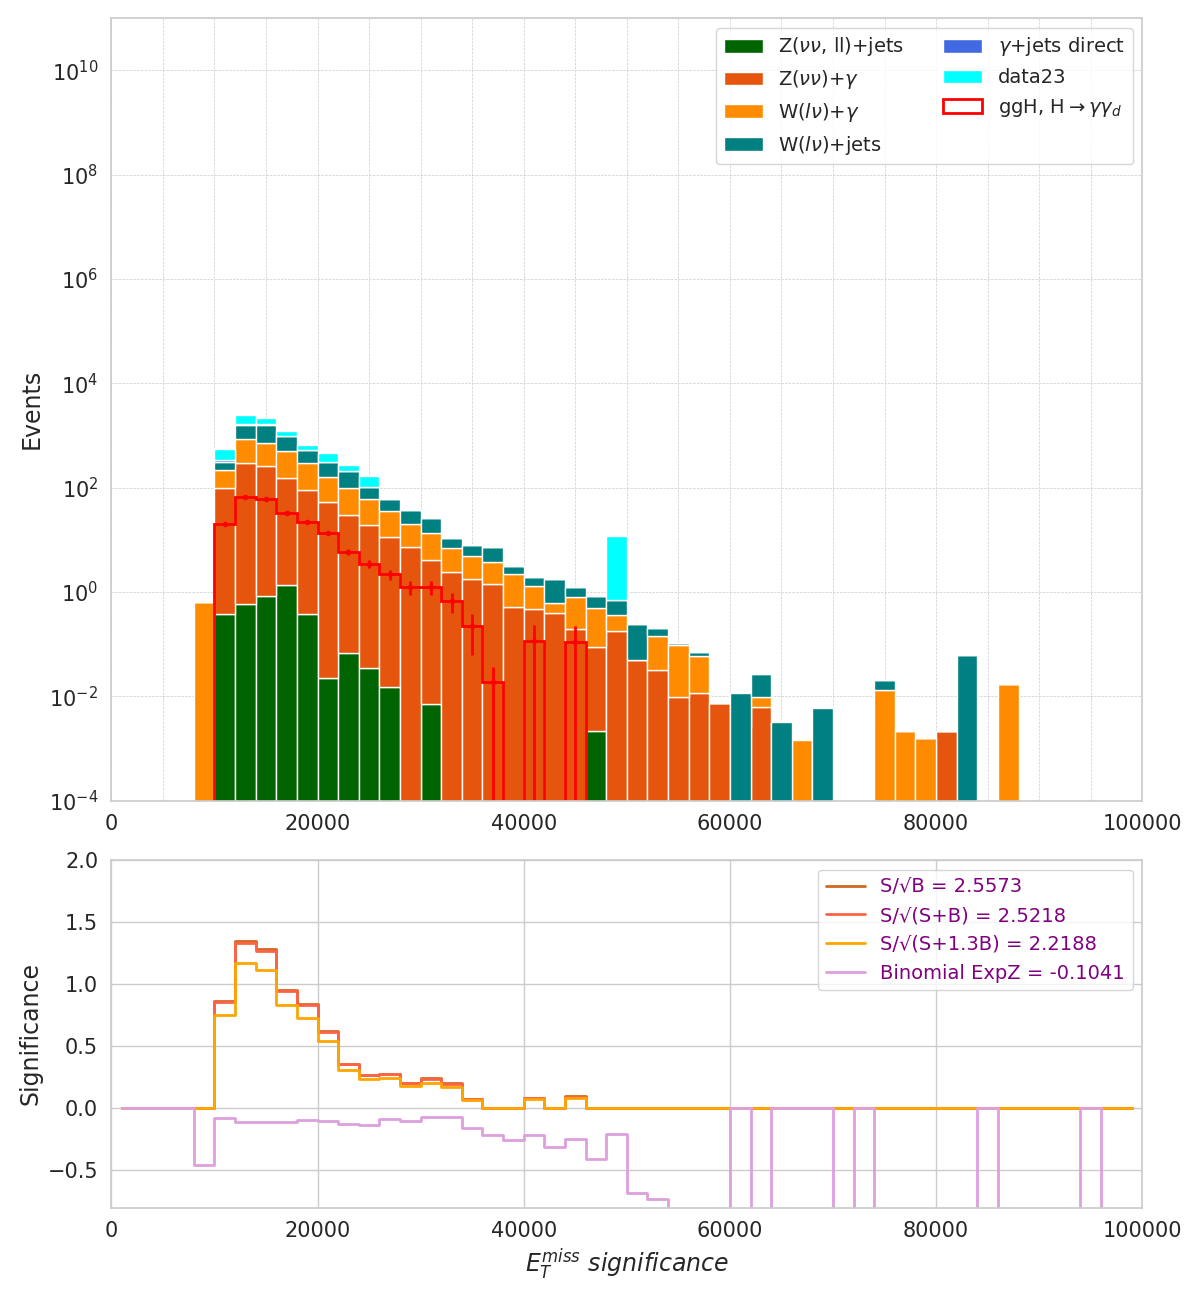 Events
10^10
10^8
10^6
10^4
10^2
10^0
10^−2
10^−4
0 20000 40000 60000 80000 100000
Z(νν, ll)+jets
Z(νν)+γ
W(lν)+γ
W(lν)+jets
γ+jets direct
data23
ggH, H→γγ_d
Significance
2.0
1.5
1.0
0.5
0.0
−0.5
S/√B = 2.5573
S/√(S+B) = 2.5218
S/√(S+1.3B) = 2.2188
Binomial ExpZ = -0.1041
0 20000 40000 60000 80000 100000
E_T^miss significance